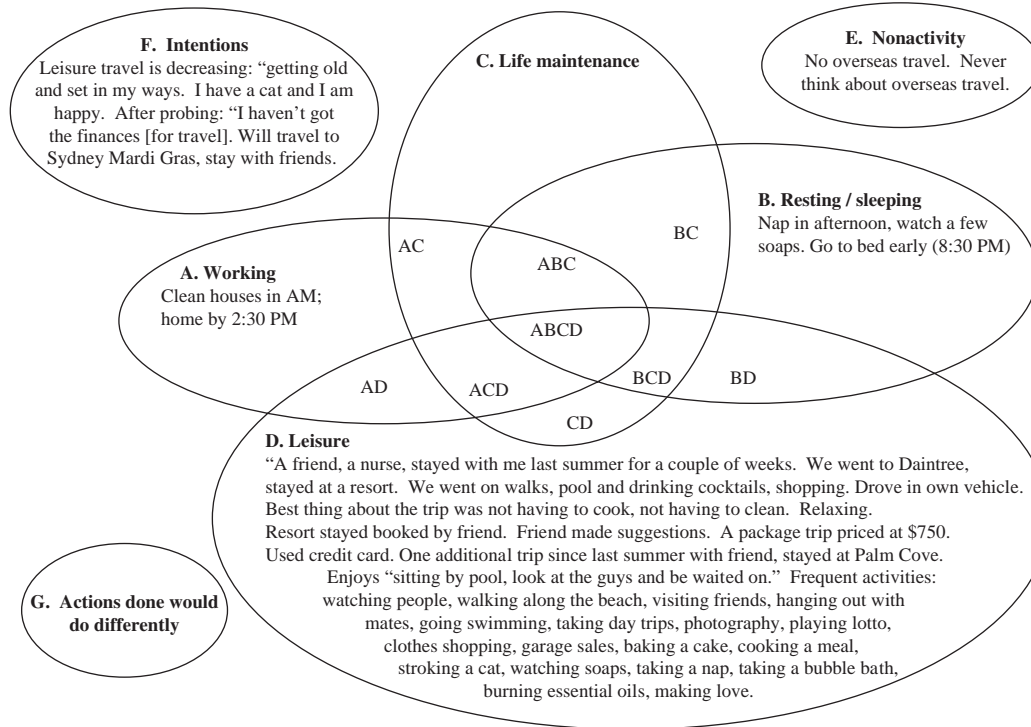 F. Intentions
Leisure travel is decreasing: “getting old
and set in my ways. I have a cat and I am
happy. After probing: “I haven't got
the finances [for travel]. Will travel to
Sydney Mardi Gras, stay with friends.
C. Life maintenance
E. Nonactivity
No overseas travel. Never
think about overseas travel.
B. Resting / sleeping
Nap in afternoon, watch a few
soaps. Go to bed early (8:30 PM)
AC
BC
ABC
A. Working
Clean houses in AM;
home by 2:30 PM
ABCD
AD
ACD
BCD
BD
CD
D. Leisure
“A friend, a nurse, stayed with me last summer for a couple of weeks. We went to Daintree,
stayed at a resort. We went on walks, pool and drinking cocktails, shopping. Drove in own vehicle.
Best thing about the trip was not having to cook, not having to clean. Relaxing.
Resort stayed booked by friend. Friend made suggestions. A package trip priced at $750.
Used credit card. One additional trip since last summer with friend, stayed at Palm Cove.
Enjoys “sitting by pool, look at the guys and be waited on.” Frequent activities:
watching people, walking along the beach, visiting friends, hanging out with
mates, going swimming, taking day trips, photography, playing lotto,
clothes shopping, garage sales, baking a cake, cooking a meal,
stroking a cat, watching soaps, taking a nap, taking a bubble bath,
burning essential oils, making love.
G. Actions done would
do differently